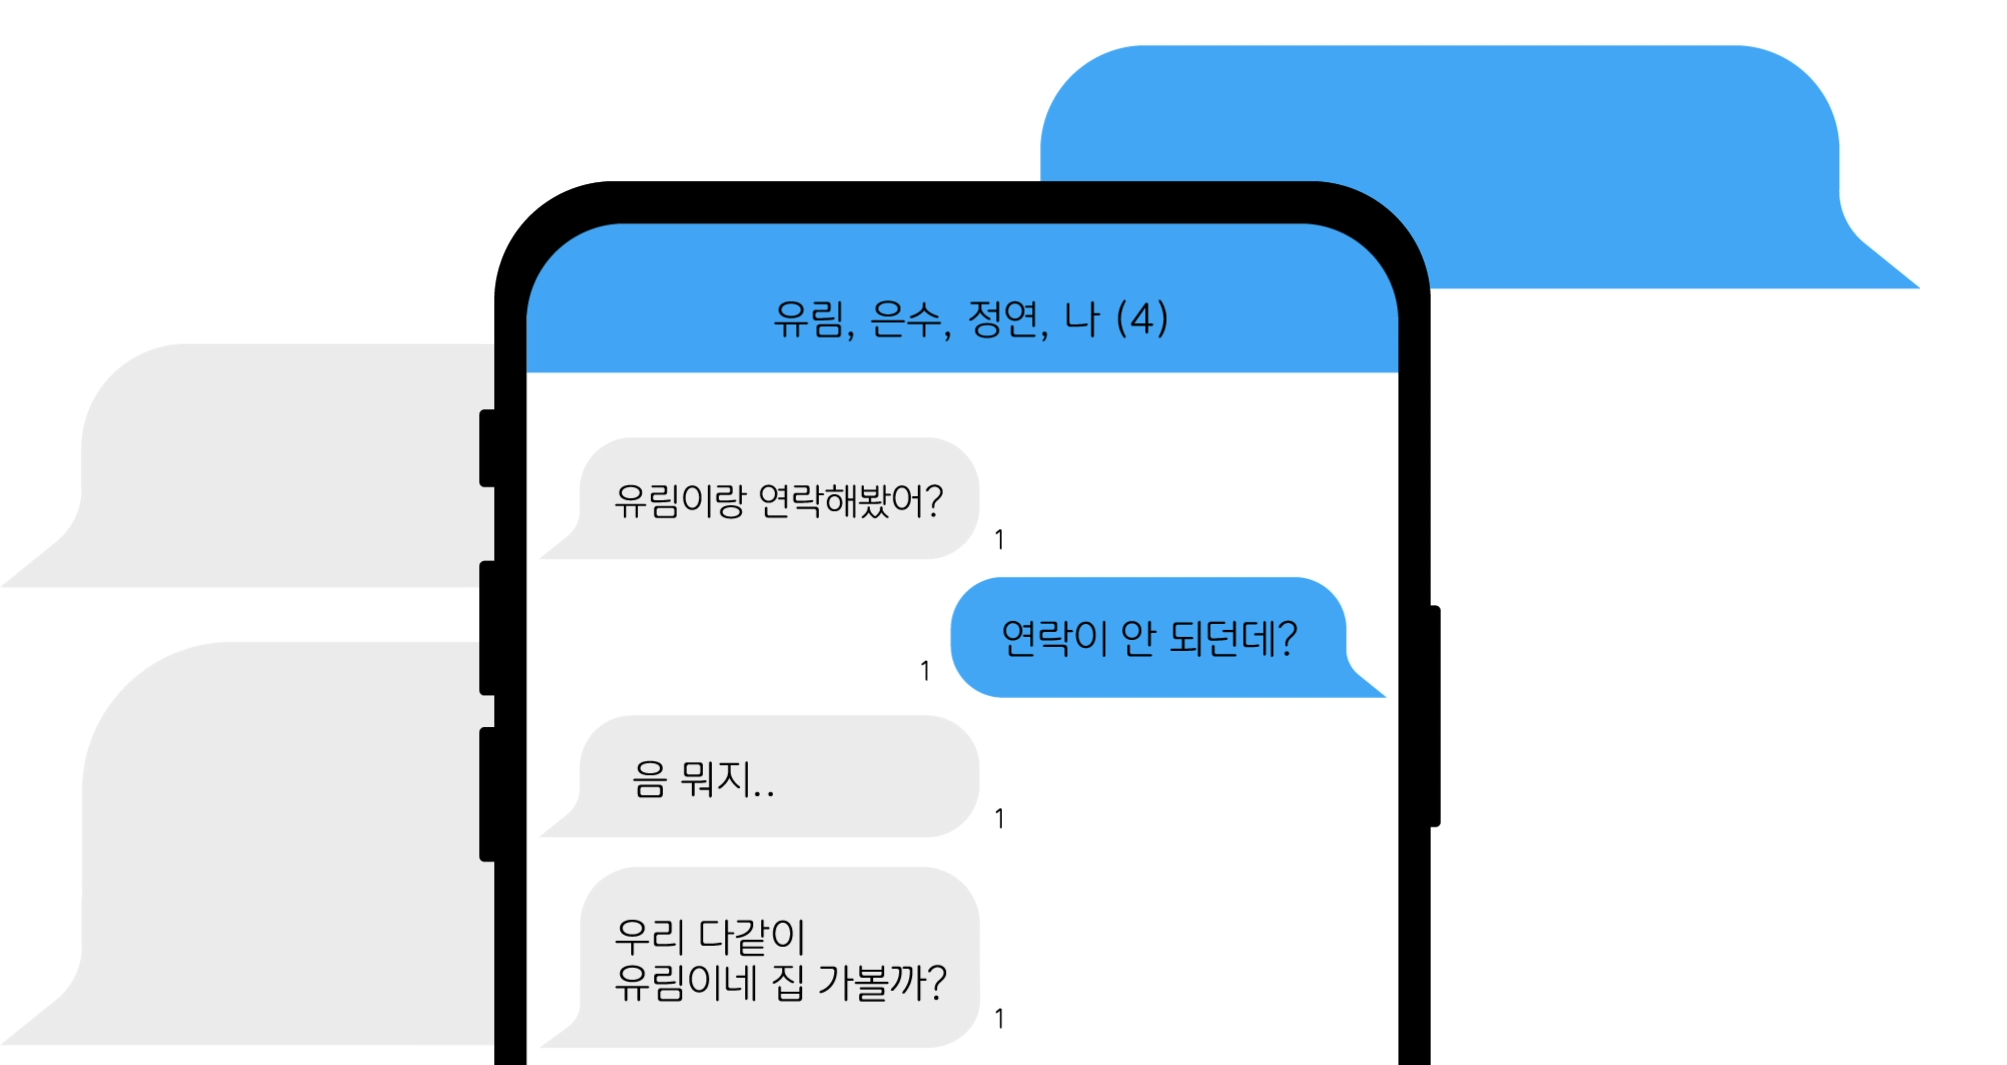 유림, 은수, 정연, 나 (4)
유림이랑 연락해봤어?
1
연락이 안 되던데?
1
음 뭐지..
1
우리 다같이
유림이네 집 가볼까?
1